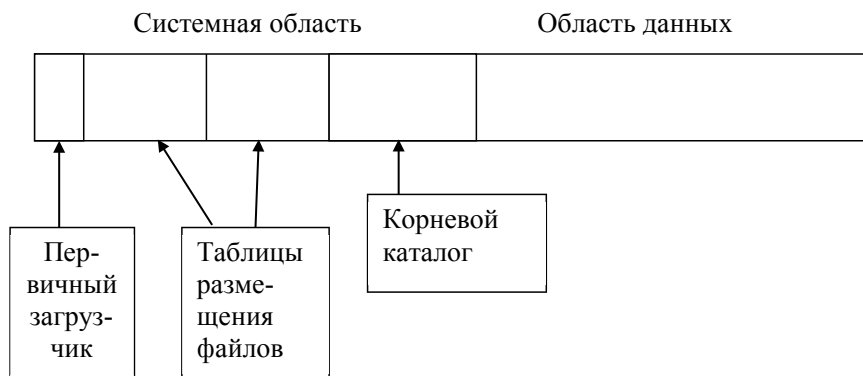 Системная область
Область данных
Корневой
каталог
Пер-
вичный
загруз-
чик
Таблицы
разме-
щения
файлов